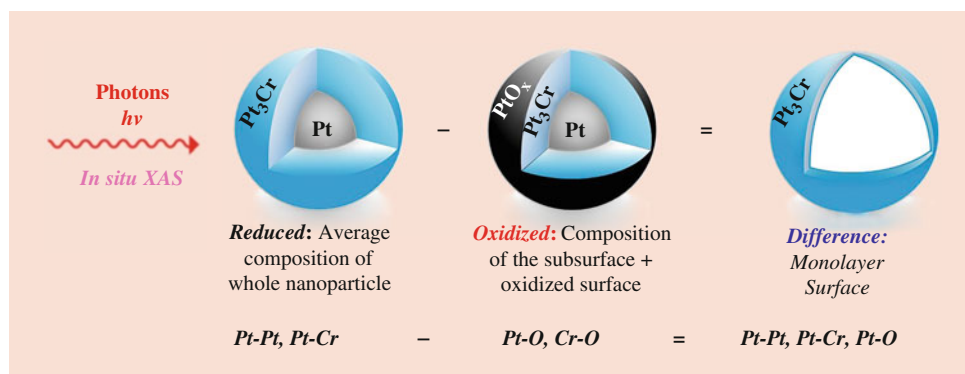 Photons
hν
In situ XAS
Pt₃Cr
Pt
–
PtOₓ
Pt₃Cr
Pt
=
Pt₃Cr
Reduced: Average
composition of
whole nanoparticle
Oxidized: Composition
of the subsurface +
oxidized surface
Difference:
Monolayer
Surface
Pt-Pt, Pt-Cr – Pt-O, Cr-O = Pt-Pt, Pt-Cr, Pt-O